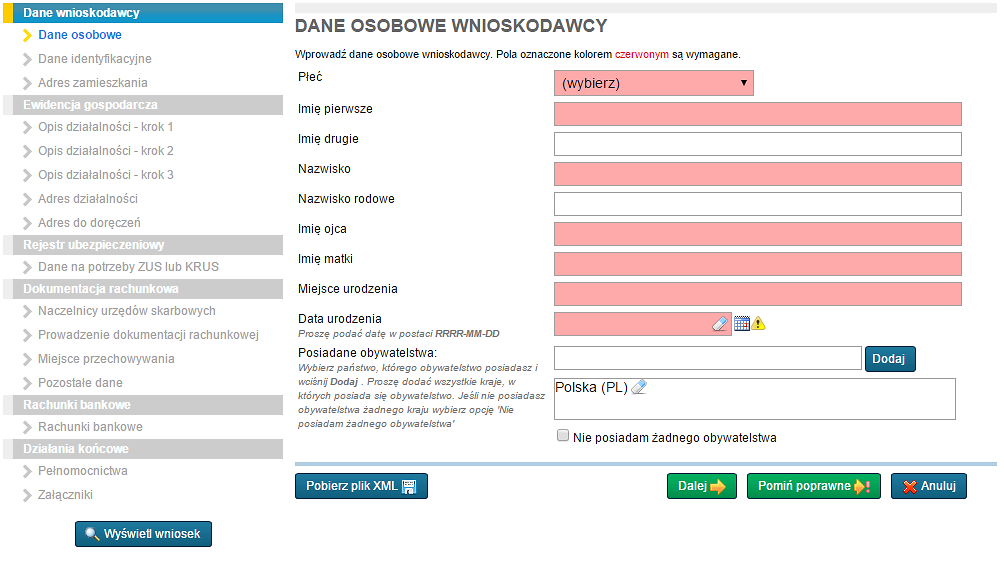 Dane wnioskodawcy
Dane osobowe
Dane identyfikacyjne
Adres zamieszkania
Ewidencja gospodarcza
Opis działalności - krok 1
Opis działalności - krok 2
Opis działalności - krok 3
Adres działalności
Adres do doręczeń
Rejestr ubezpieczeniowy
Dane na potrzeby ZUS lub KRUS
Dokumentacja rachunkowa
Naczelnicy urzędów skarbowych
Prowadzenie dokumentacji rachunkowej
Miejsce przechowywania
Pozostałe dane
Rachunki bankowe
Rachunki bankowe
Działania końcowe
Pełnomocnictwa
Załączniki
Wyświetl wniosek
DANE OSOBOWE WNIOSKODAWCY
Wprowadź dane osobowe wnioskodawcy. Pola oznaczone kolorem czerwonym są wymagane.
Płeć
(wybierz)
Imię pierwsze
Imię drugie
Nazwisko
Nazwisko rodowe
Imię ojca
Imię matki
Miejsce urodzenia
Data urodzenia
Proszę podać datę w postaci RRRR-MM-DD
Posiadane obywatelstwa:
Wybierz państwo, którego obywatelstwo posiadasz i
wciśnij Dodaj . Proszę dodać wszystkie kraje, w
których posiada się obywatelstwo. Jeśli nie posiadasz
obywatelstwa żadnego kraju wybierz opcję 'Nie
posiadam żadnego obywatelstwa'
Dodaj
Polska (PL)
Nie posiadam żadnego obywatelstwa
Pobierz plik XML
Dalej
Pomiń poprawne
Anuluj